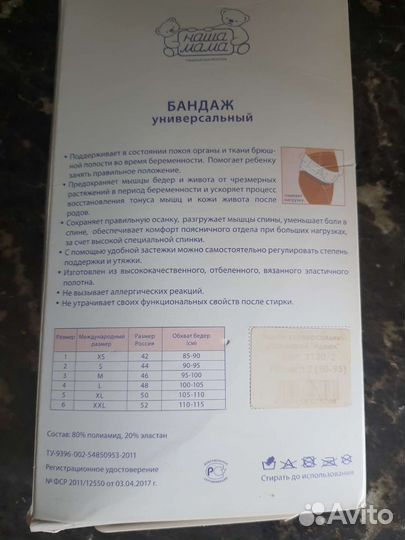 наша
мама
БАНДАЖ
универсальный
• Поддерживает в состоянии покоя органы и ткани брюш-
ной полости во время беременности. Помогает ребенку
занять правильное положение.
• Предохраняет мышцы бедер и живота от чрезмерных
растяжений в период беременности и ускоряет процесс
восстановления тонуса мышц и кожи живота после
родов.
• Сохраняет правильную осанку, разгружает мышцы спины, уменьшает боли в
спине, обеспечивает комфорт поясничного отдела при больших нагрузках,
за счет высокой специальной спинки.
• С помощью удобной застежки можно самостоятельно регулировать степень
поддержки и утяжки.
• Изготовлен из высококачественного, отбеленного, вязанного эластичного
полотна.
• Не вызывает аллергических реакций.
• Не утрачивает своих функциональных свойств после стирки.
Размер Международный размер Размер Россия Обхват бедер (см)
1 XS 42 85-90
2 S 44 90-95
3 M 46 95-100
4 L 48 100-105
5 XL 50 105-110
6 XXL 52 110-115
Состав: 80% полиамид, 20% эластан
ТУ-9396-002-54850953-2011
Регистрационное удостоверение
№ ФСР 2011/12550 от 03.04.2017 г.
Стирать до использования
Avito